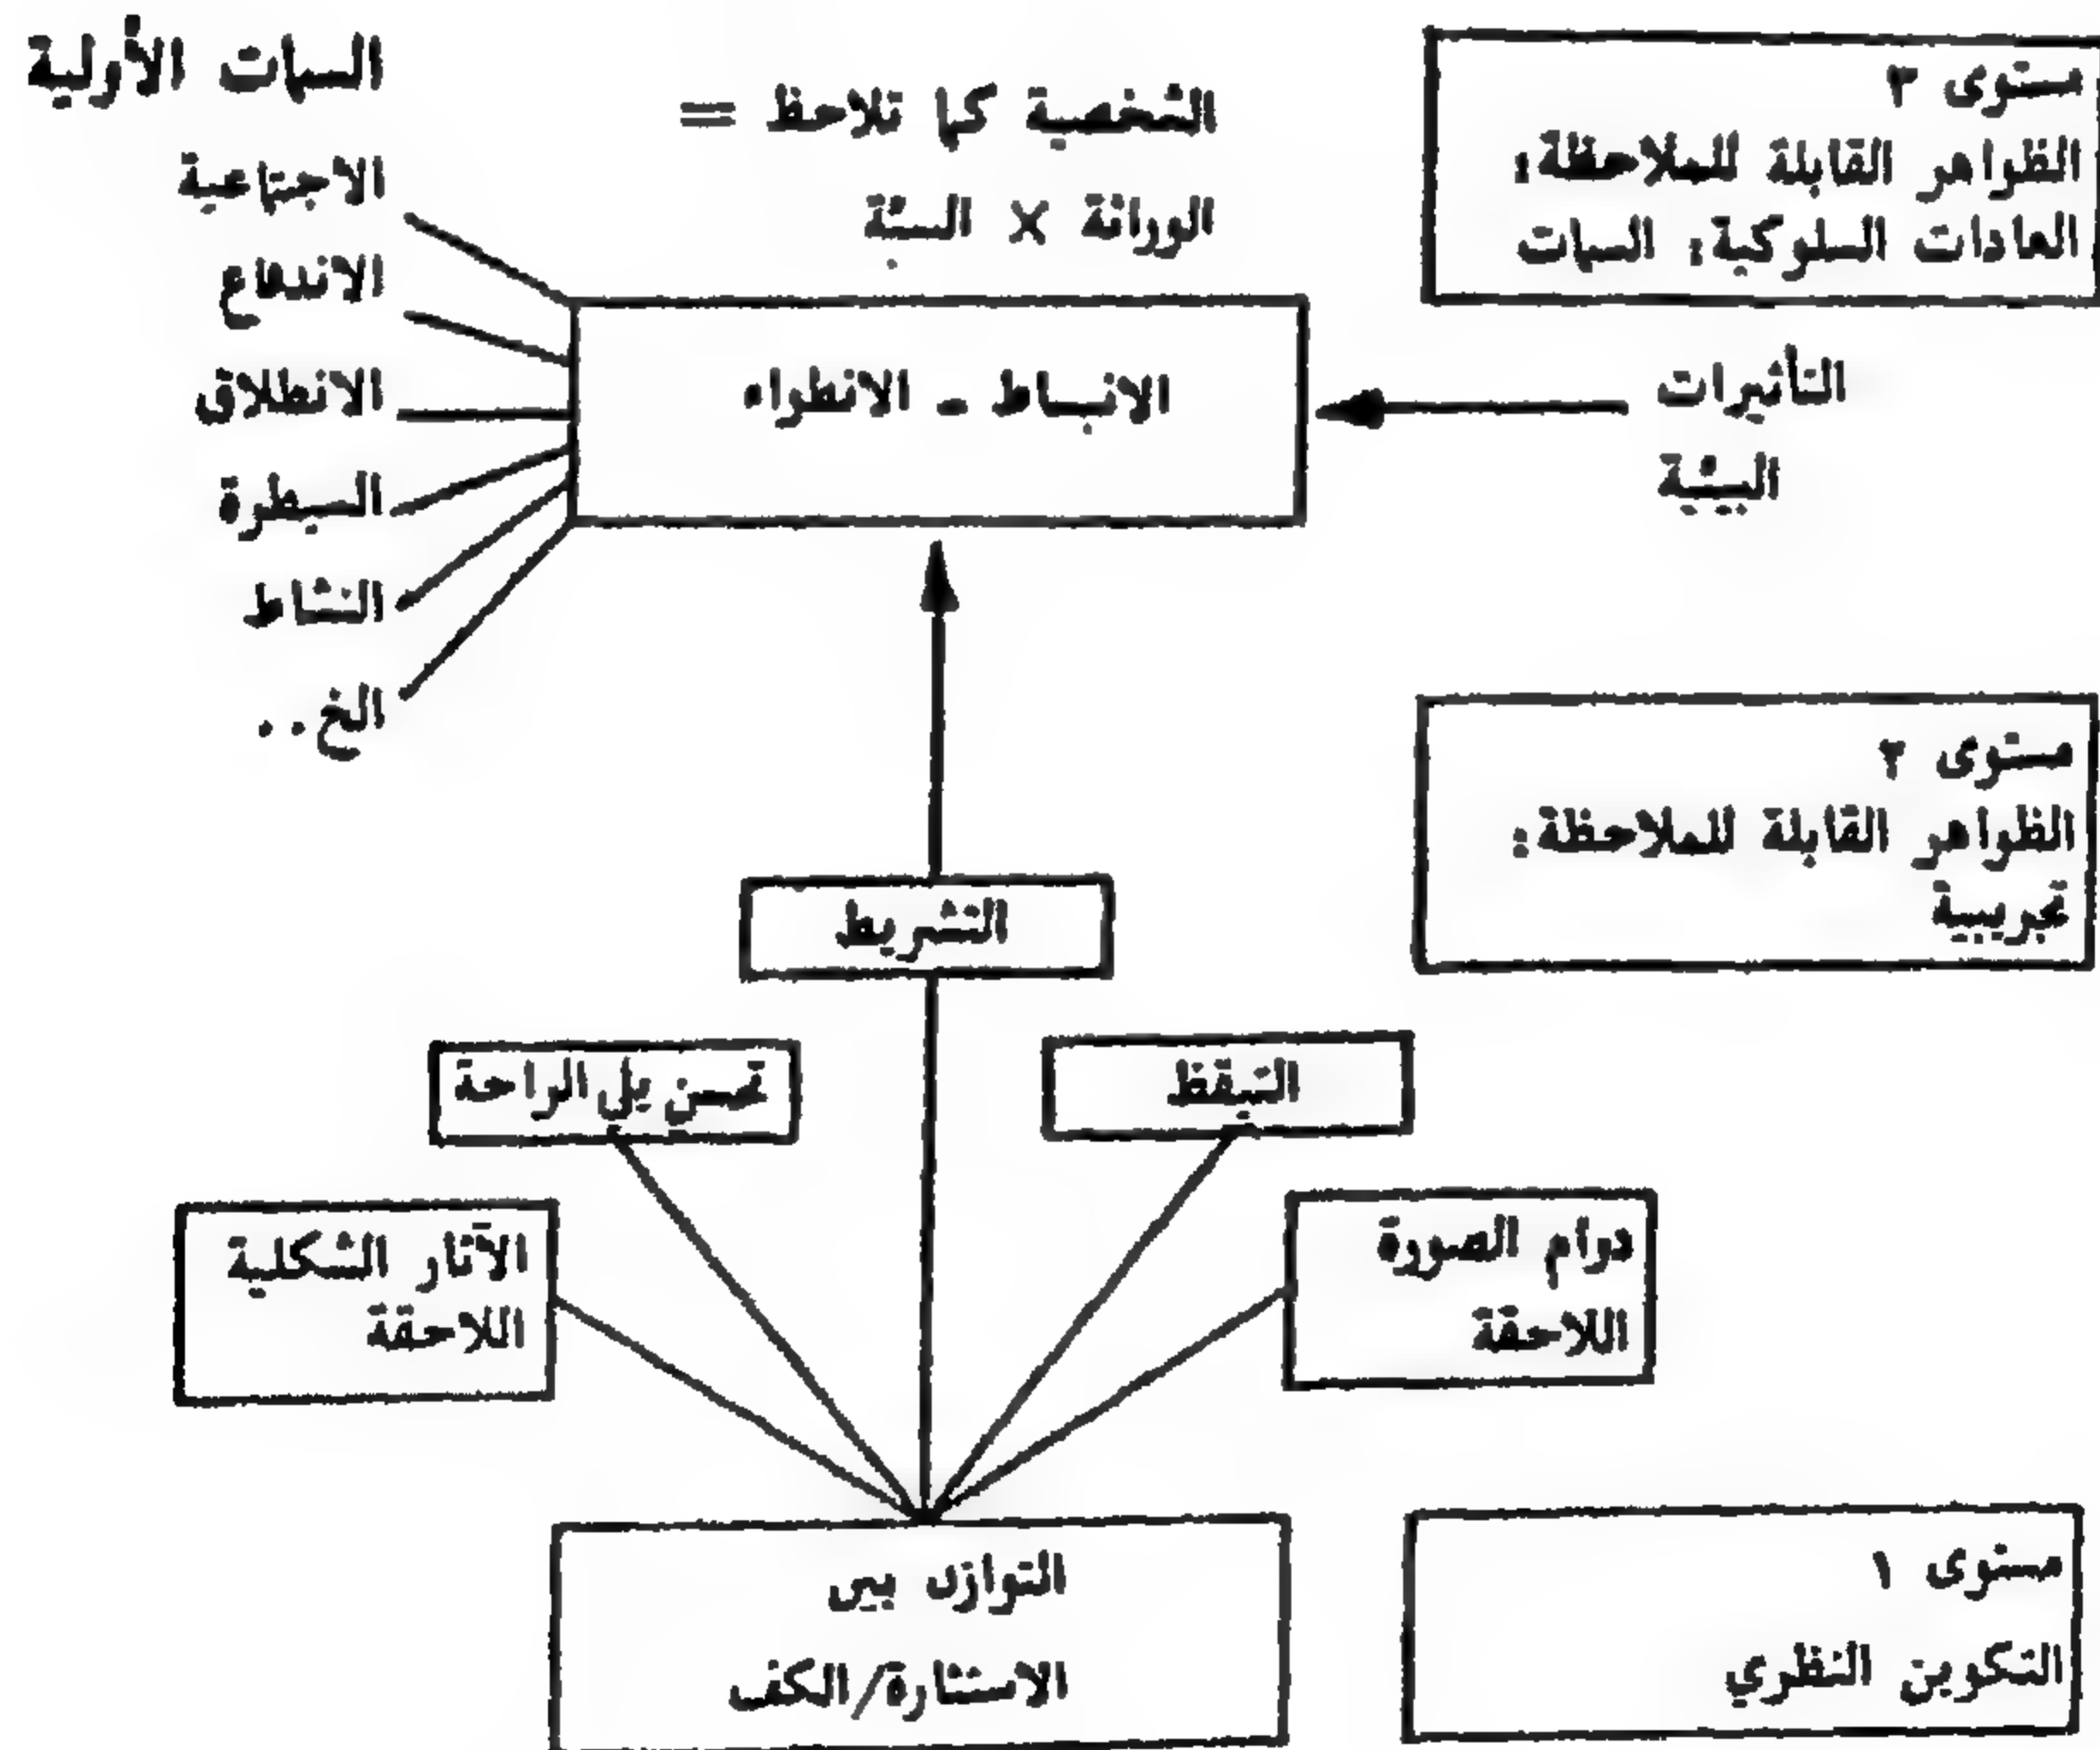 السمات الأولية
الاجتماعية
الاندفاع
الانطلاق
السيطرة
النشاط
الخ..
الشخصية كما تلاحظ =
الوراثة × البيئة
الانبساط - الانطواء
التأثيرات
البيئية
مستوى ٣
الظواهر القابلة للملاحظة:
العادات السلوكية: السمات
مستوى ٢
الظواهر القابلة للملاحظة:
تجريبية
التشريط
تحسن يلي الراحة
التيقظ
الآثار الشكلية
اللاحقة
دوام الصورة
اللاحقة
التوازن بين
الاستثارة/الكف
مستوى ١
التكوين النظري